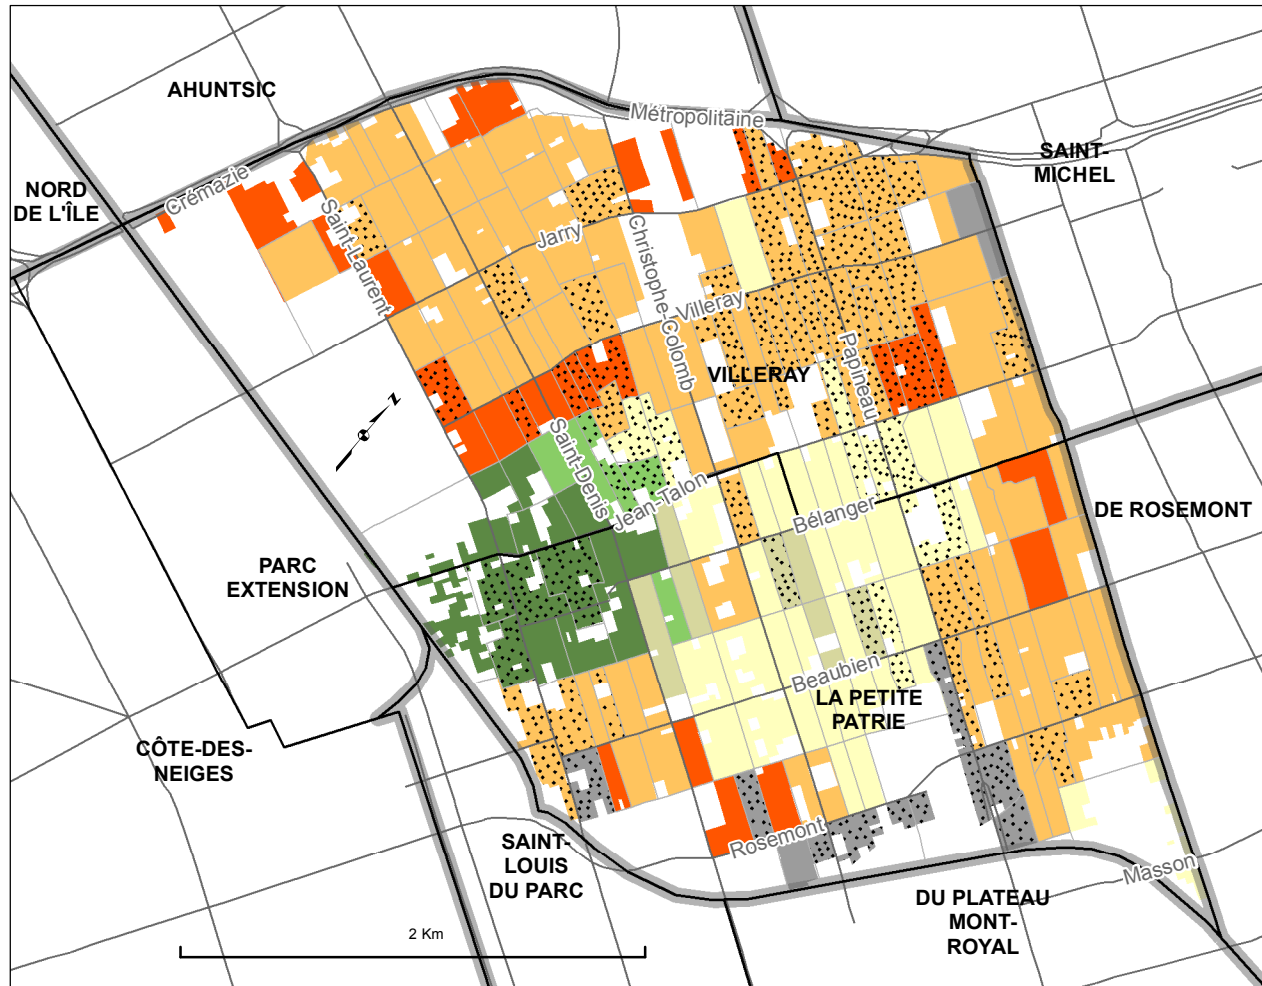 AHUNTSIC
Métropolitaine
SAINT-
MICHEL
NORD
DE L'ÎLE
Crémazie
Saint-Laurent
Jarry
Christophe-Colomb
Villeray
Papineau
VILLERAY
N
Saint-Denis
Jean-Talon
Bélanger
DE ROSEMONT
PARC
EXTENSION
Beaubien
LA PETITE
PATRIE
CÔTE-DES-
NEIGES
Rosemont
SAINT-
LOUIS
DU PARC
Masson
DU PLATEAU
MONT-
ROYAL
2 Km